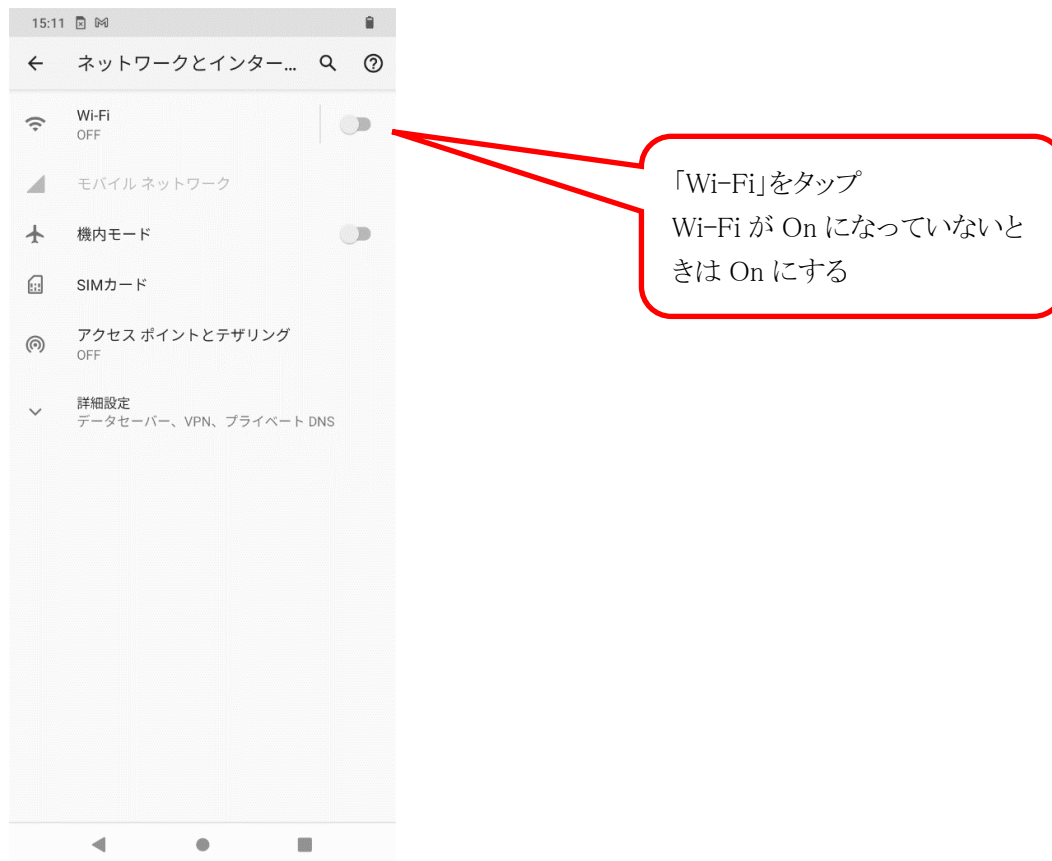 15:11
ネットワークとインター...
Wi-Fi
OFF
モバイル ネットワーク
機内モード
SIMカード
アクセス ポイントとテザリング
OFF
詳細設定
データセーバー、VPN、プライベート DNS
「Wi-Fi」をタップ
Wi-Fi が On になっていないと
きは On にする